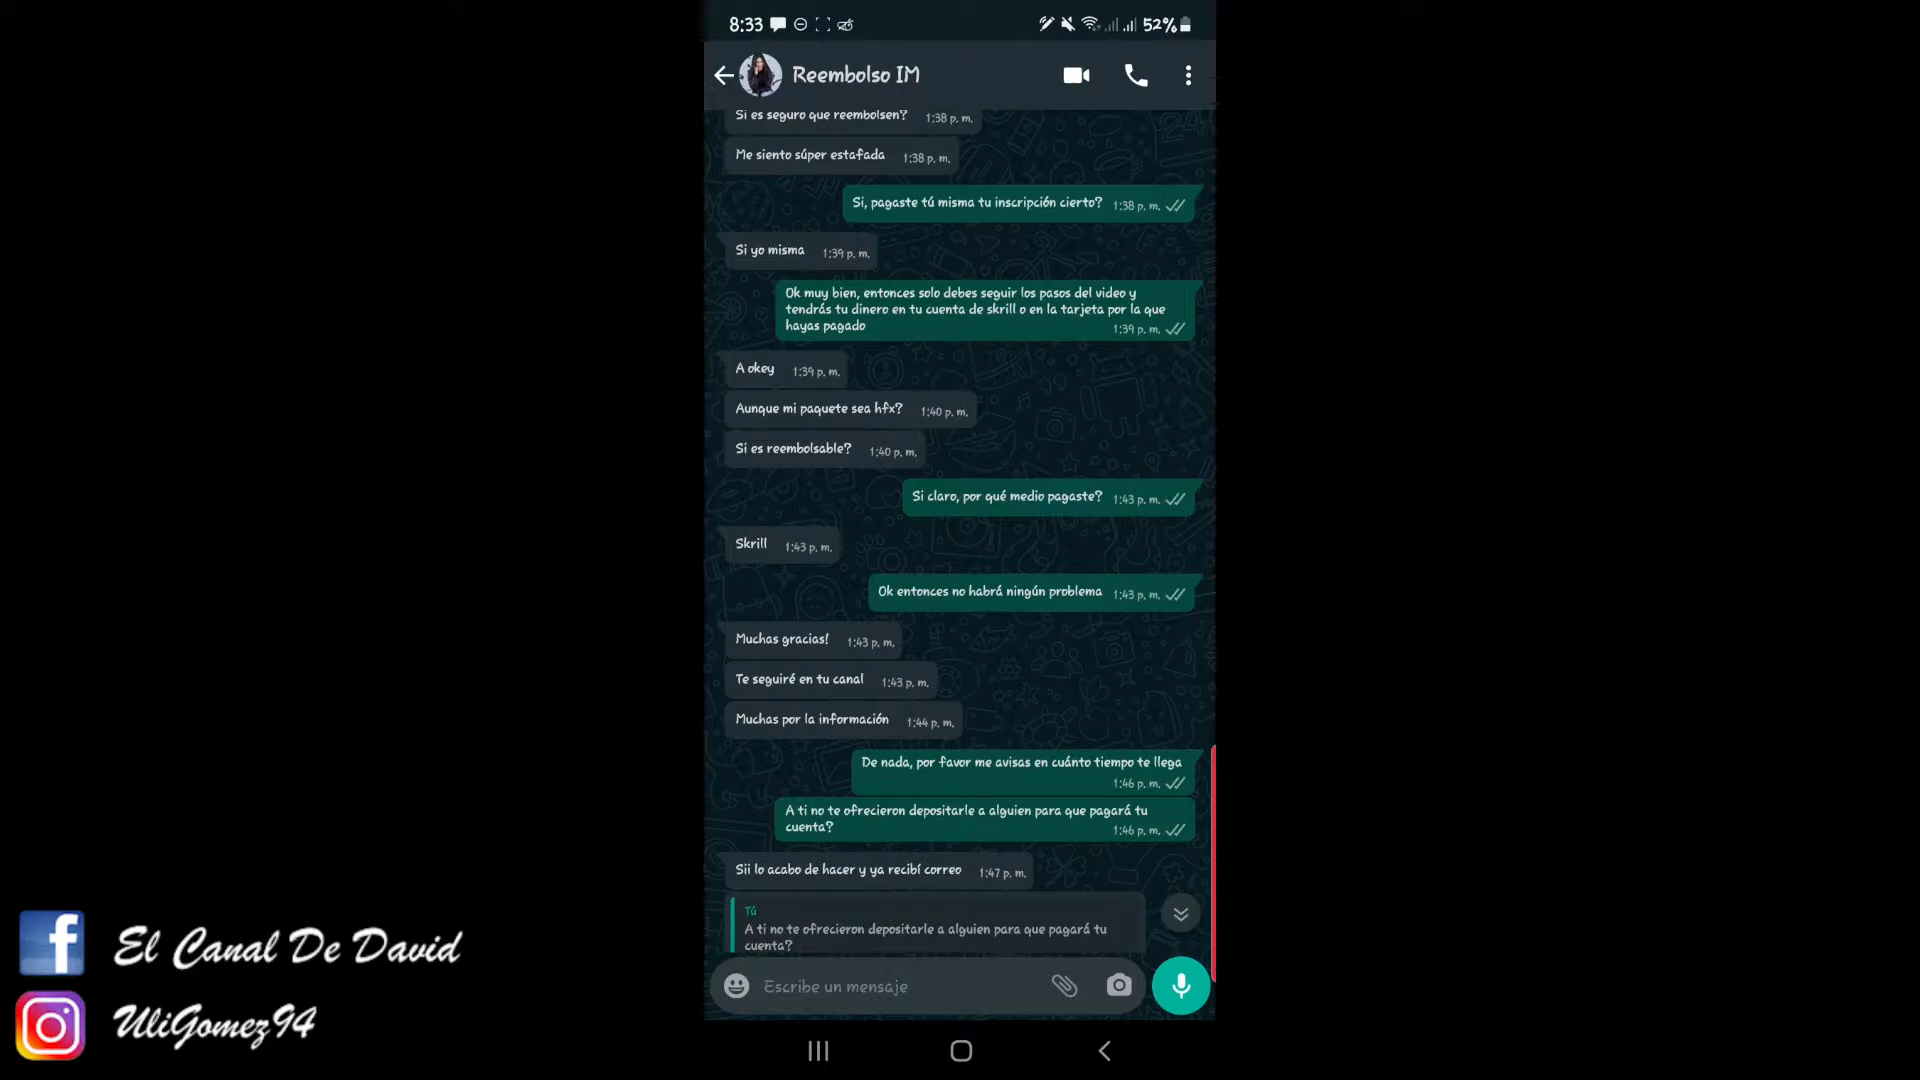 8:33
52%
Reembolso IM
Si es seguro que reembolsen? 1:38 p. m.
Me siento súper estafada 1:38 p. m.
Si, pagaste tú misma tu inscripción cierto? 1:38 p. m.
Si yo misma 1:39 p. m.
Ok muy bien, entonces solo debes seguir los pasos del video y
tendrás tu dinero en tu cuenta de skrill o en la tarjeta por la que
hayas pagado 1:39 p. m.
A okey 1:39 p. m.
Aunque mi paquete sea hfx? 1:40 p. m.
Si es reembolsable? 1:40 p. m.
Si claro, por qué medio pagaste? 1:43 p. m.
Skrill 1:43 p. m.
Ok entonces no habrá ningún problema 1:43 p. m.
Muchas gracias! 1:43 p. m.
Te seguiré en tu canal 1:43 p. m.
Muchas por la información 1:44 p. m.
De nada, por favor me avisas en cuánto tiempo te llega
1:46 p. m.
A ti no te ofrecieron depositarle a alguien para que pagará tu
cuenta? 1:46 p. m.
Sii lo acabo de hacer y ya recibí correo 1:47 p. m.
Tú
A ti no te ofrecieron depositarle a alguien para que pagará tu
cuenta?
Escribe un mensaje
El Canal De David
UliGomez94